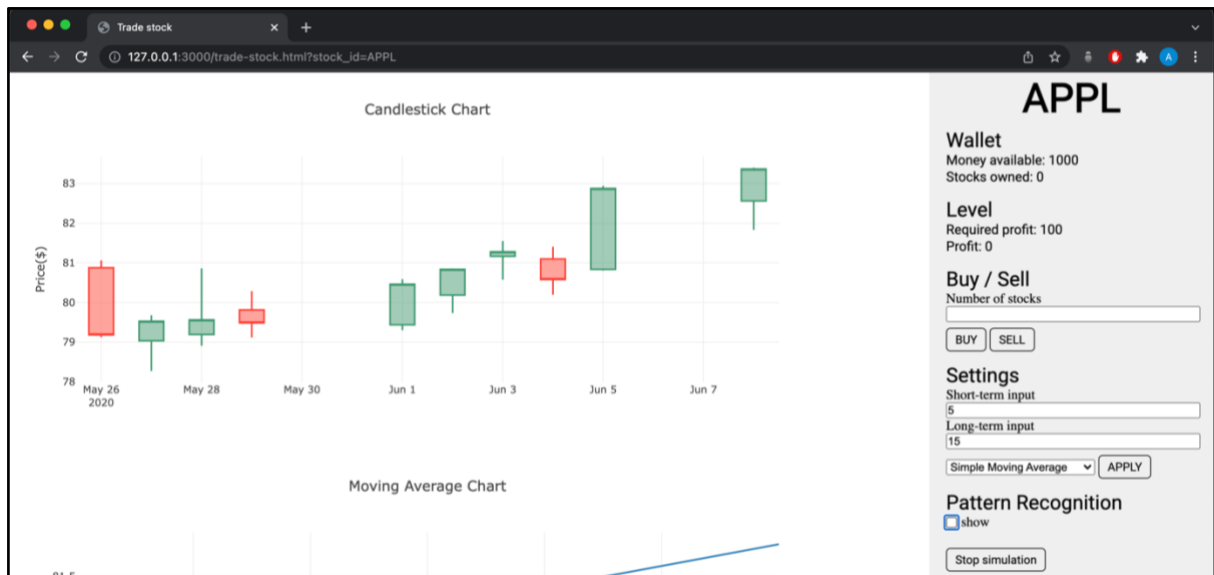 Trade stock
127.0.0.1:3000/trade-stock.html?stock_id=APPL
A
Candlestick Chart
Price($)
83
82
81
80
79
78
May 26 May 28 May 30 Jun 1 Jun 3 Jun 5 Jun 7
2020
Moving Average Chart
81.5
APPL
Wallet
Money available: 1000
Stocks owned: 0
Level
Required profit: 100
Profit: 0
Buy / Sell
Number of stocks
BUY SELL
Settings
Short-term input
5
Long-term input
15
Simple Moving Average APPLY
Pattern Recognition
show
Stop simulation